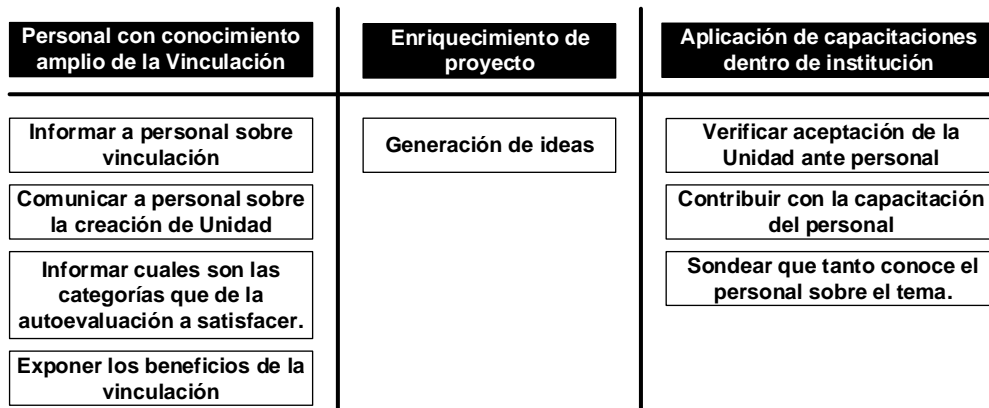 Personal con conocimiento
amplio de la Vinculación
Informar a personal sobre
vinculación
Comunicar a personal sobre
la creación de Unidad
Informar cuales son las
categorías que de la
autoevaluación a satisfacer.
Exponer los beneficios de la
vinculación
Enriquecimiento de
proyecto
Generación de ideas
Aplicación de capacitaciones
dentro de institución
Verificar aceptación de la
Unidad ante personal
Contribuir con la capacitación
del personal
Sondear que tanto conoce el
personal sobre el tema.